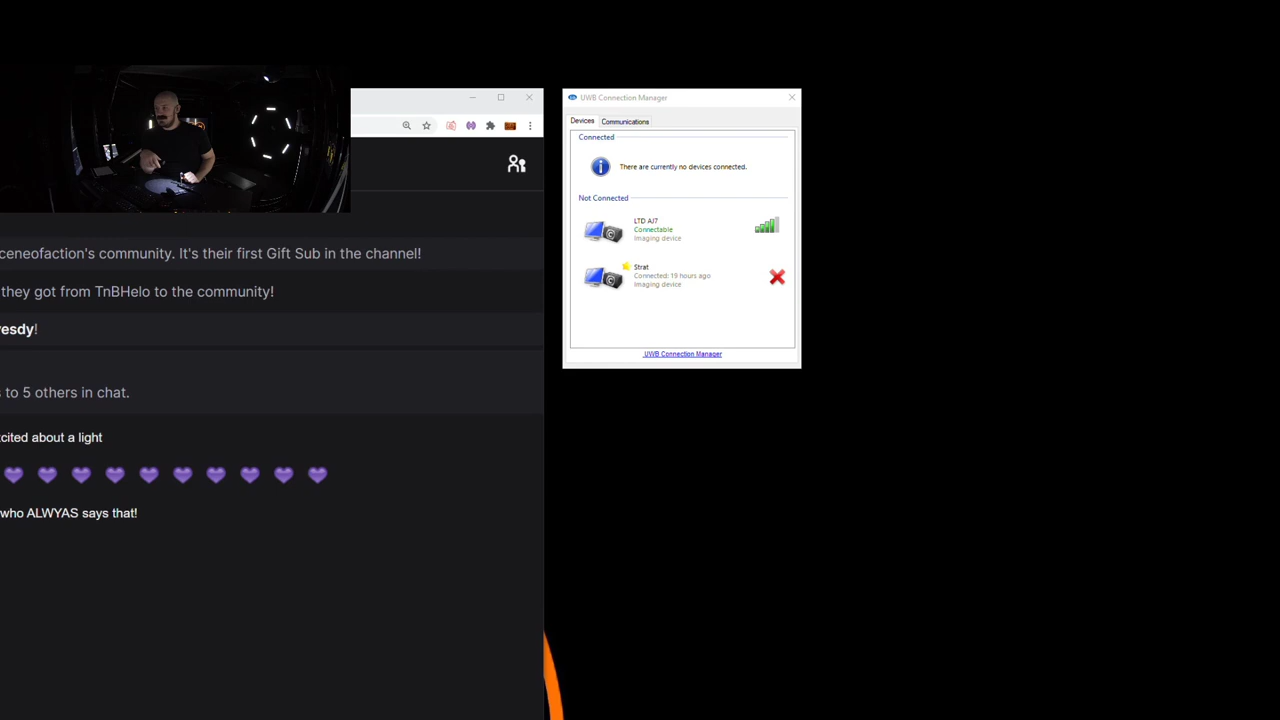 UWB Connection Manager
Devices
Communications
Connected
There are currently no devices connected.
Not Connected
LTD AJ7
Connectable
Imaging device
Strat
Connected: 19 hours ago
Imaging device
UWB Connection Manager
ceneofaction's community. It's their first Gift Sub in the channel!
they got from TnBHelo to the community!
esdy!
s to 5 others in chat.
cited about a light
who ALWYAS says that!